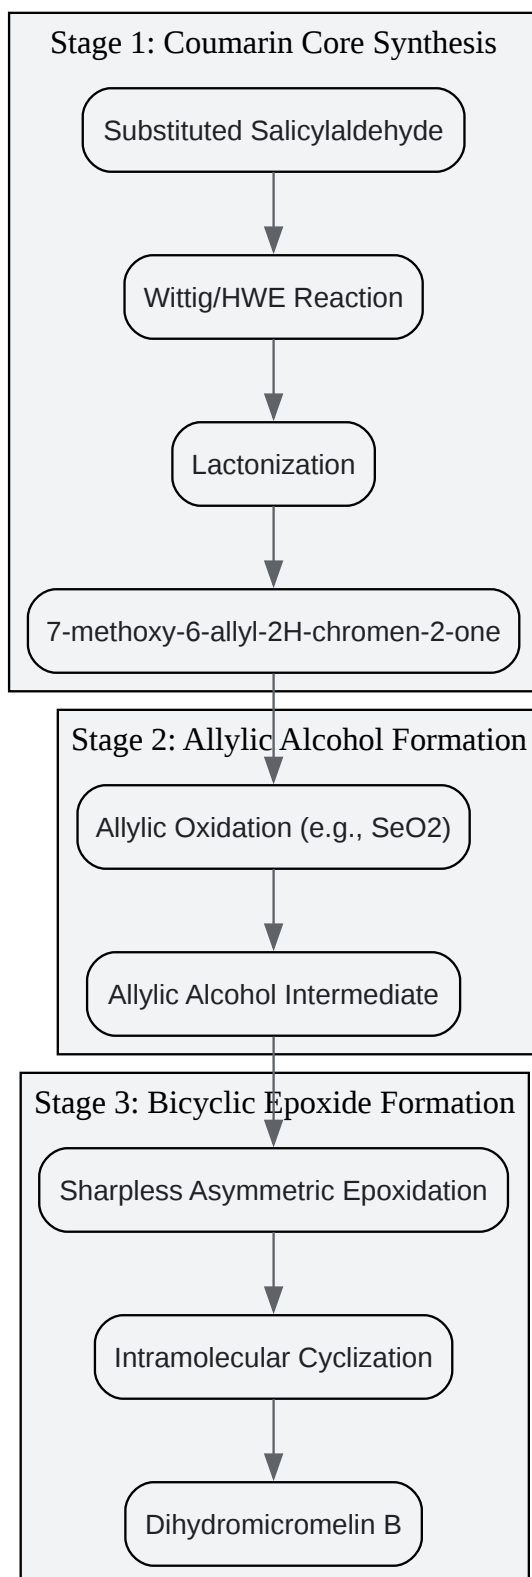 Stage 1: Coumarin Core Synthesis
Substituted Salicylaldehyde
Wittig/HWE Reaction
Lactonization
7-methoxy-6-allyl-2H-chromen-2-one
Stage 2: Allylic Alcohol Formation
Allylic Oxidation (e.g., SeO2)
Allylic Alcohol Intermediate
Stage 3: Bicyclic Epoxide Formation
Sharpless Asymmetric Epoxidation
Intramolecular Cyclization
Dihydromicromelin B